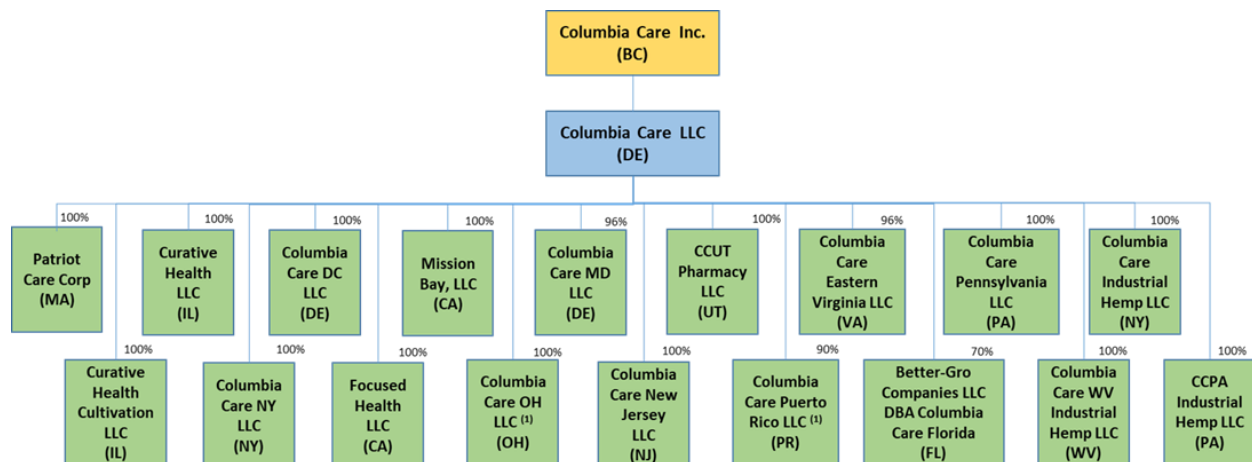 Columbia Care Inc.
(BC)
Columbia Care LLC
(DE)
100%
Patriot
Care Corp
(MA)
100%
Curative
Health
LLC
(IL)
100%
Columbia
Care DC
LLC
(DE)
100%
Mission
Bay, LLC
(CA)
96%
Columbia
Care MD
LLC
(DE)
100%
CCUT
Pharmacy
LLC
(UT)
96%
Columbia
Care
Eastern
Virginia LLC
(VA)
100%
Columbia
Care
Pennsylvania
LLC
(PA)
100%
Columbia
Care
Industrial
Hemp LLC
(NY)
100%
Curative
Health
Cultivation
LLC
(IL)
100%
Columbia
Care NY
LLC
(NY)
100%
Focused
Health LLC
(CA)
100%
Columbia
Care OH
LLC (1)
(OH)
100%
Columbia
Care New
Jersey
LLC
(NJ)
90%
Columbia
Care Puerto
Rico LLC (1)
(PR)
70%
Better-Gro
Companies LLC
DBA Columbia
Care Florida
(FL)
100%
Columbia
Care WV
Industrial
Hemp LLC
(WV)
100%
CCPA
Industrial
Hemp LLC
(PA)